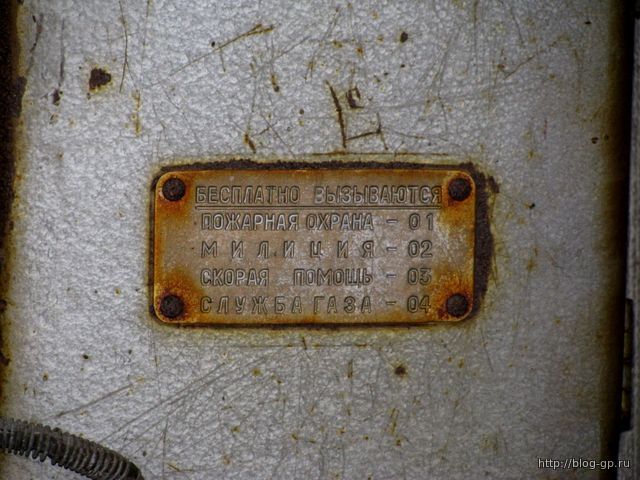 БЕСПЛАТНО ВЫЗЫВАЮТСЯ
ПОЖАРНАЯ ОХРАНА - 01
МИЛИЦИЯ - 02
СКОРАЯ ПОМОЩЬ - 03
СЛУЖБА ГАЗА - 04
http://blog-gp.ru